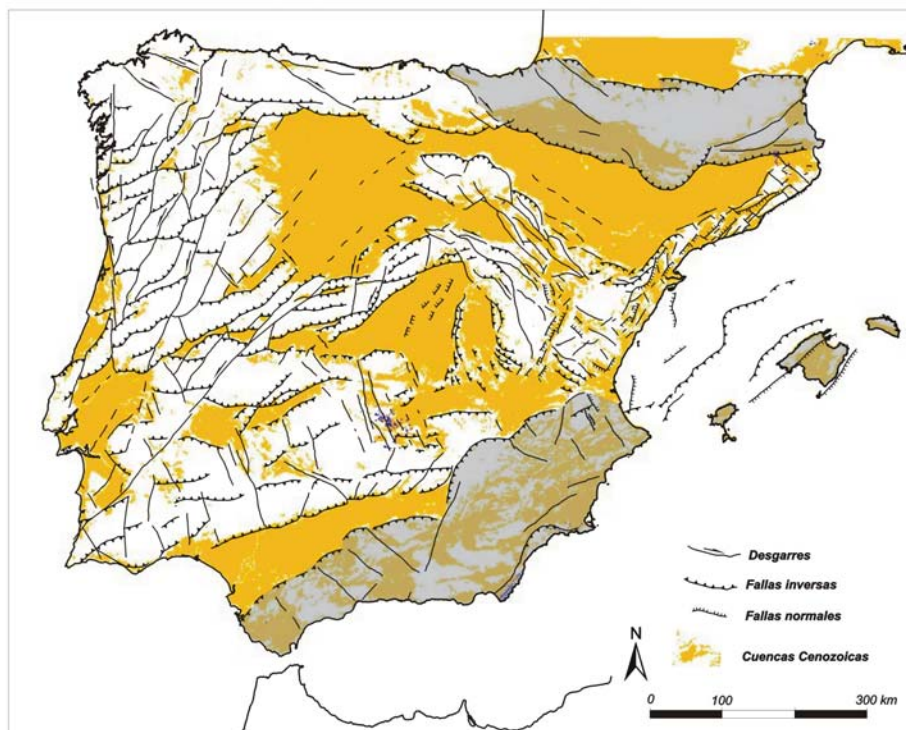 Desgarres
Fallas inversas
Fallas normales
Cuencas Cenozoicas
N
0 100 300 km